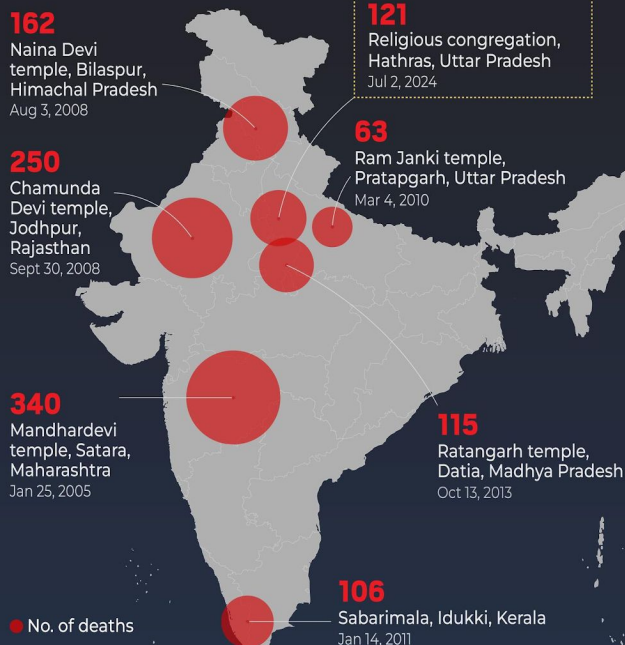 162
Naina Devi
temple, Bilaspur,
Himachal Pradesh
Aug 3, 2008
121
Religious congregation,
Hathras, Uttar Pradesh
Jul 2, 2024
63
Ram Janki temple,
Pratapgarh, Uttar Pradesh
Mar 4, 2010
250
Chamunda
Devi temple,
Jodhpur,
Rajasthan
Sept 30, 2008
340
Mandhardevi
temple, Satara,
Maharashtra
Jan 25, 2005
115
Ratangarh temple,
Datia, Madhya Pradesh
Oct 13, 2013
106
Sabarimala, Idukki, Kerala
Jan 14, 2011
No. of deaths